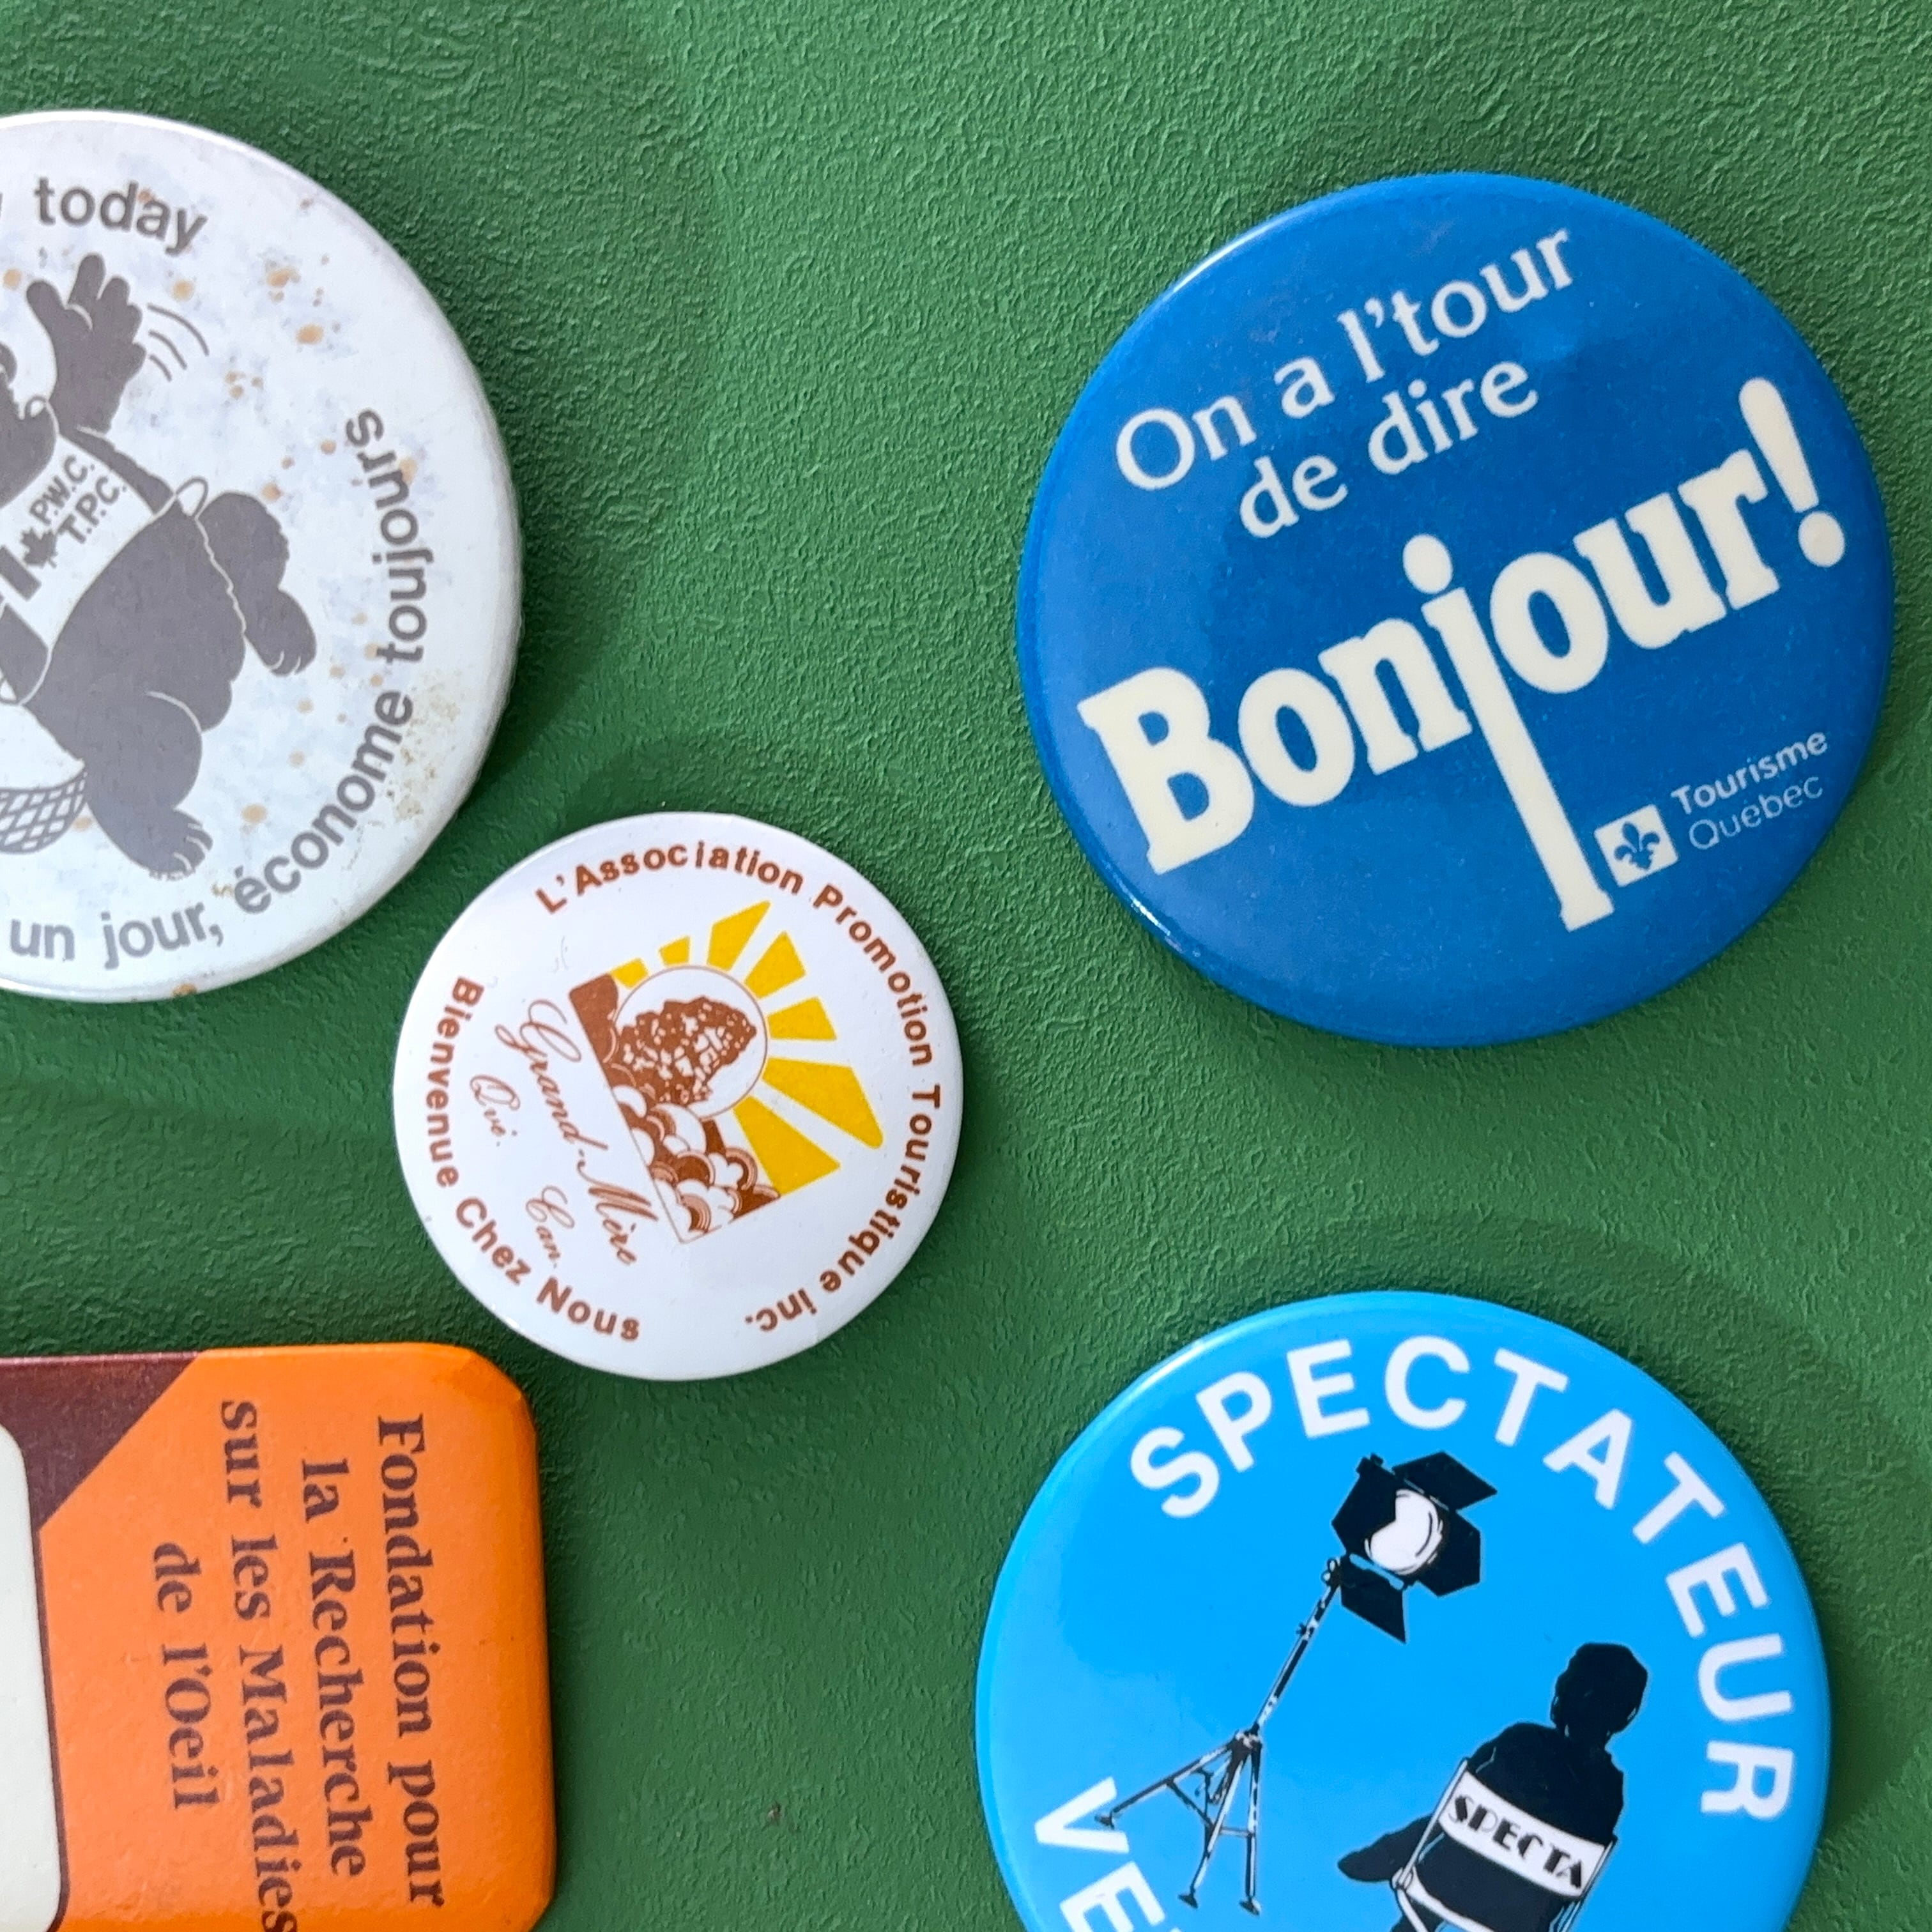 today
un jour, économe toujours
P.W.C.
T.P.C.
On a l'tour
de dire
Bonjour!
Tourisme
Québec
L'Association Promotion Touristique inc.
Grand-Mère
Qué. Can.
Bienvenue Chez Nous
Fondation pour
la Recherche
sur les Maladies
de l'Oeil
SPECTATEUR
SPECTA